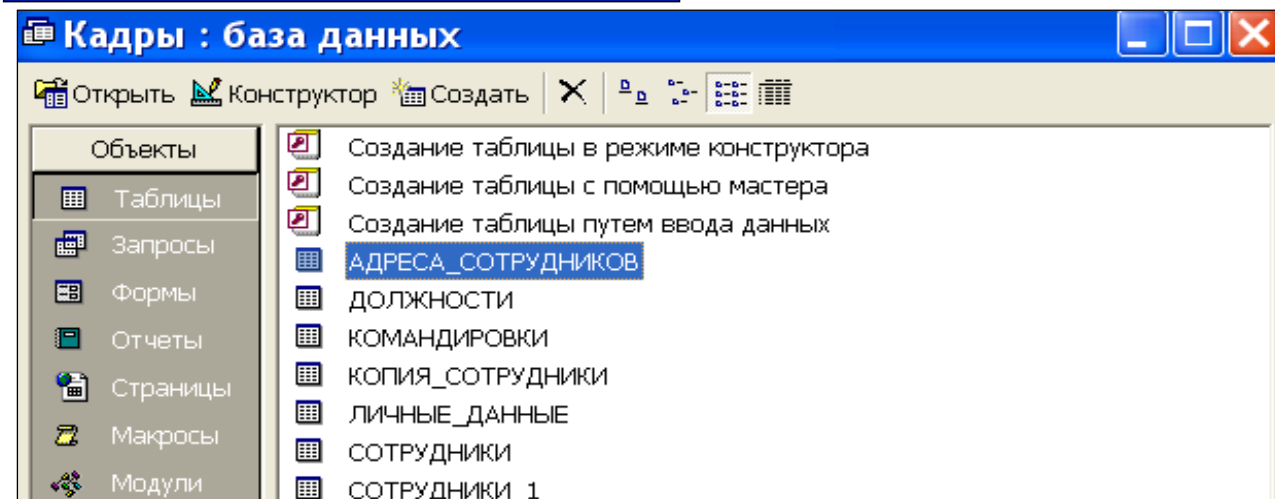 Кадры : база данных
Открыть Конструктор Создать
Объекты
Таблицы
Запросы
Формы
Отчеты
Страницы
Макросы
Модули
Создание таблицы в режиме конструктора
Создание таблицы с помощью мастера
Создание таблицы путем ввода данных
АДРЕСА_СОТРУДНИКОВ
ДОЛЖНОСТИ
КОМАНДИРОВКИ
КОПИЯ_СОТРУДНИКИ
ЛИЧНЫЕ_ДАННЫЕ
СОТРУДНИКИ
СОТРУДНИКИ_1